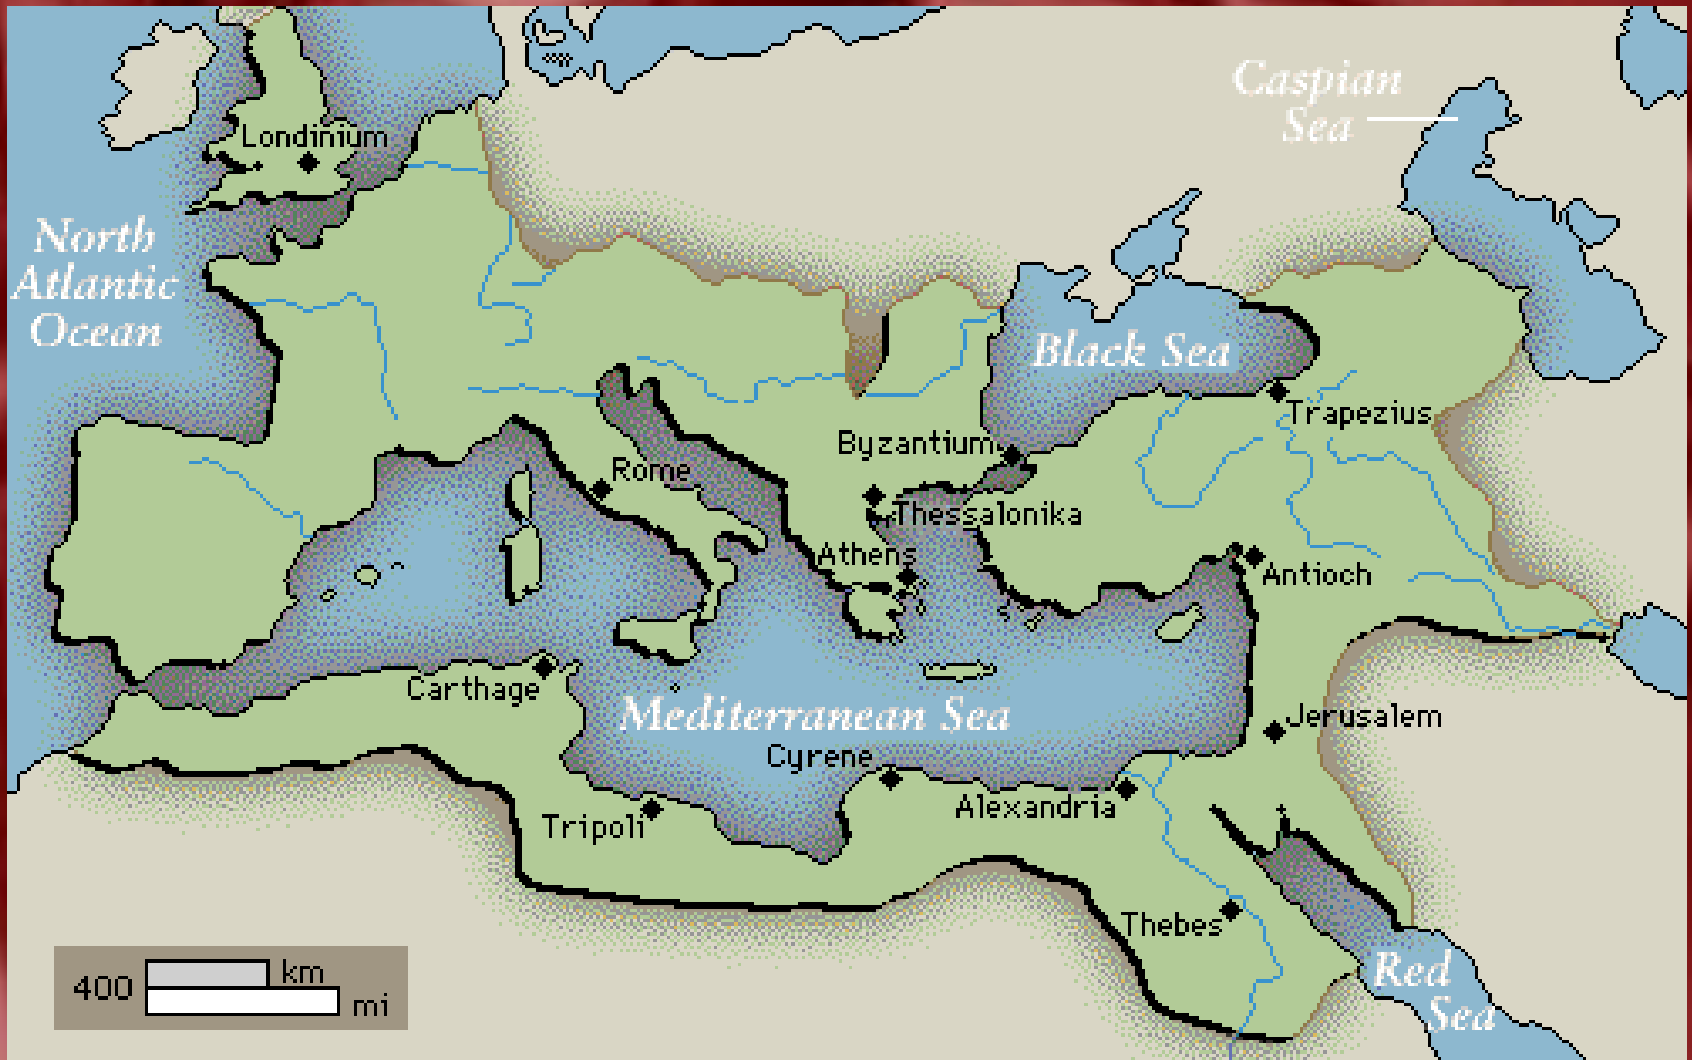 Caspian
Sea
Londinium
North
Atlantic
Ocean
Black Sea
Trapezius
Byzantium
Rome
Thessalonika
Athens
Antioch
Carthage
Mediterranean Sea
Jerusalem
Cyrene
Alexandria
Tripoli
Thebes
Red
Sea
400 km
mi